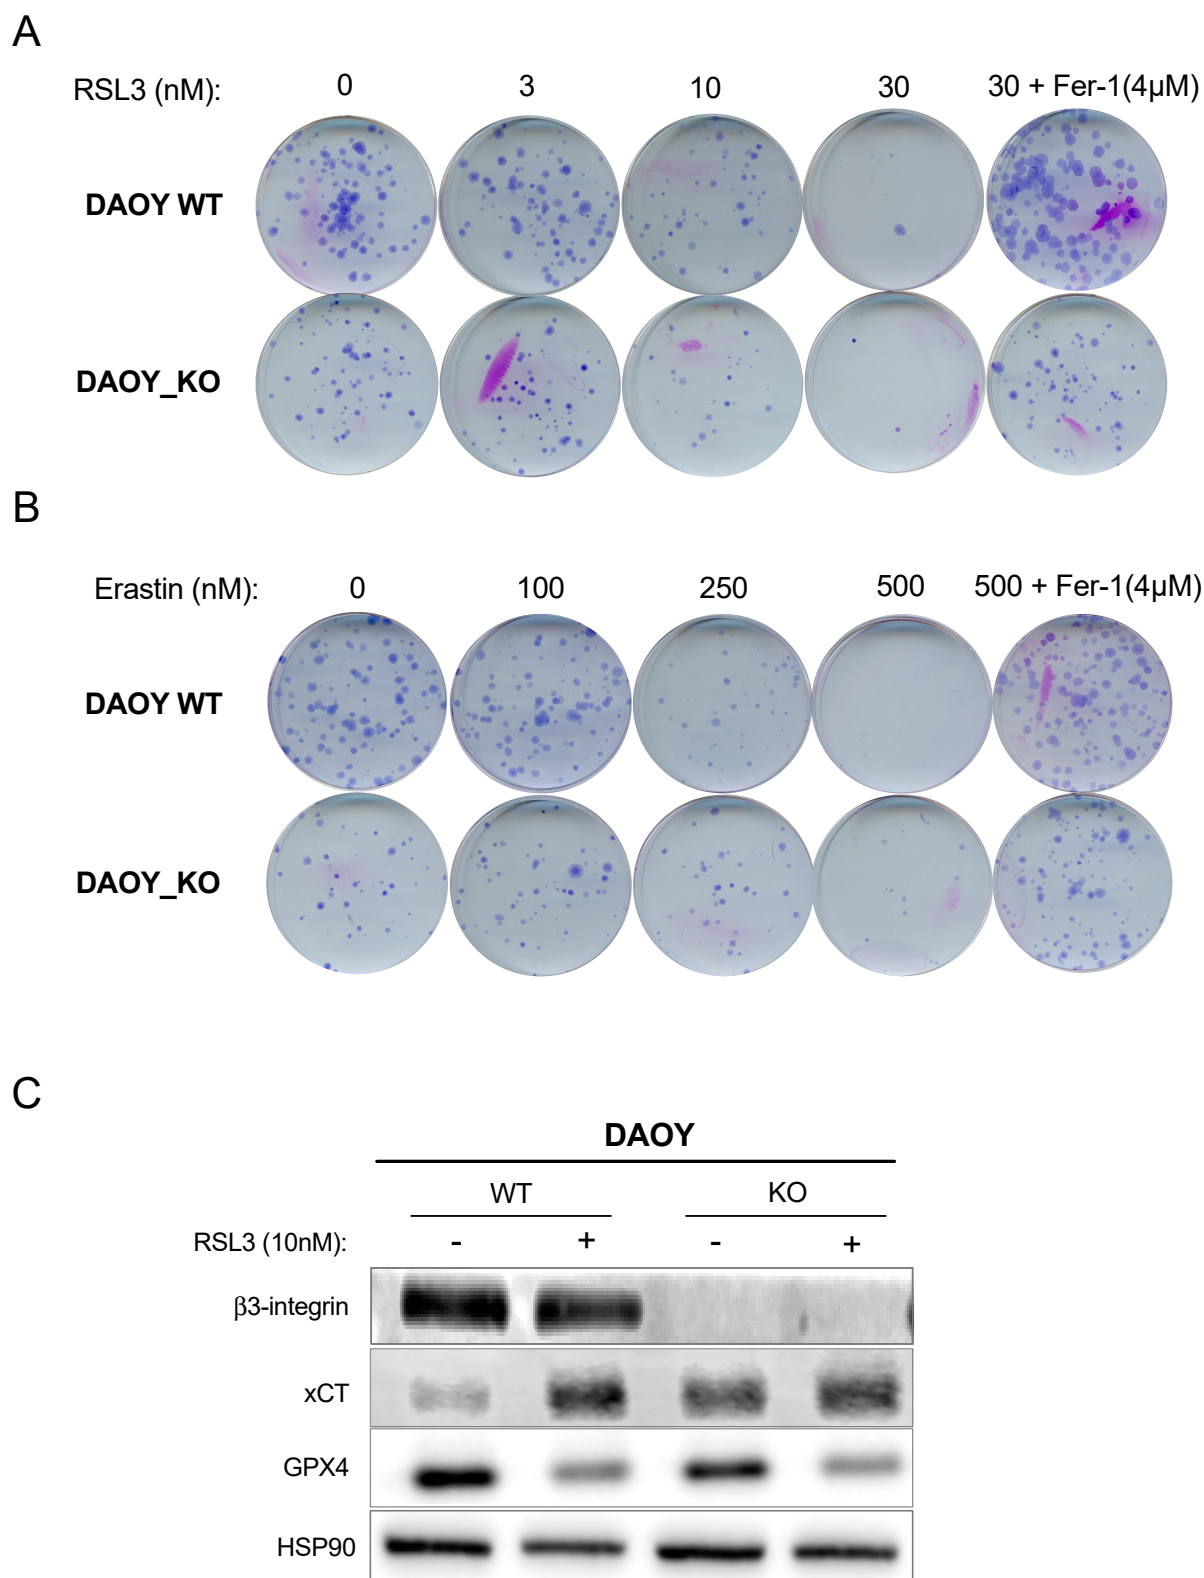 A
RSL3 (nM): 0 3 10 30 30 + Fer-1(4µM)
DAOY WT
DAOY_KO
B
Erastin (nM): 0 100 250 500 500 + Fer-1(4µM)
DAOY WT
DAOY_KO
C
DAOY
WT KO
RSL3 (10nM): - + - +
β3-integrin
xCT
GPX4
HSP90